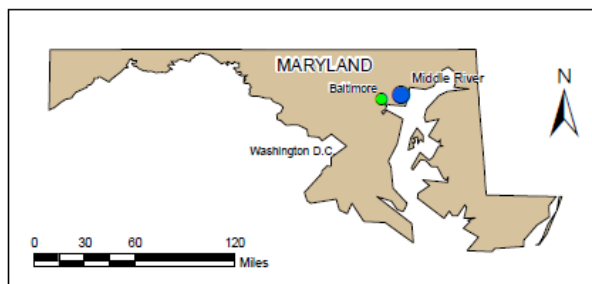 MARYLAND
Middle River
Baltimore
N
Washington D.C.
0 30 60 120
Miles